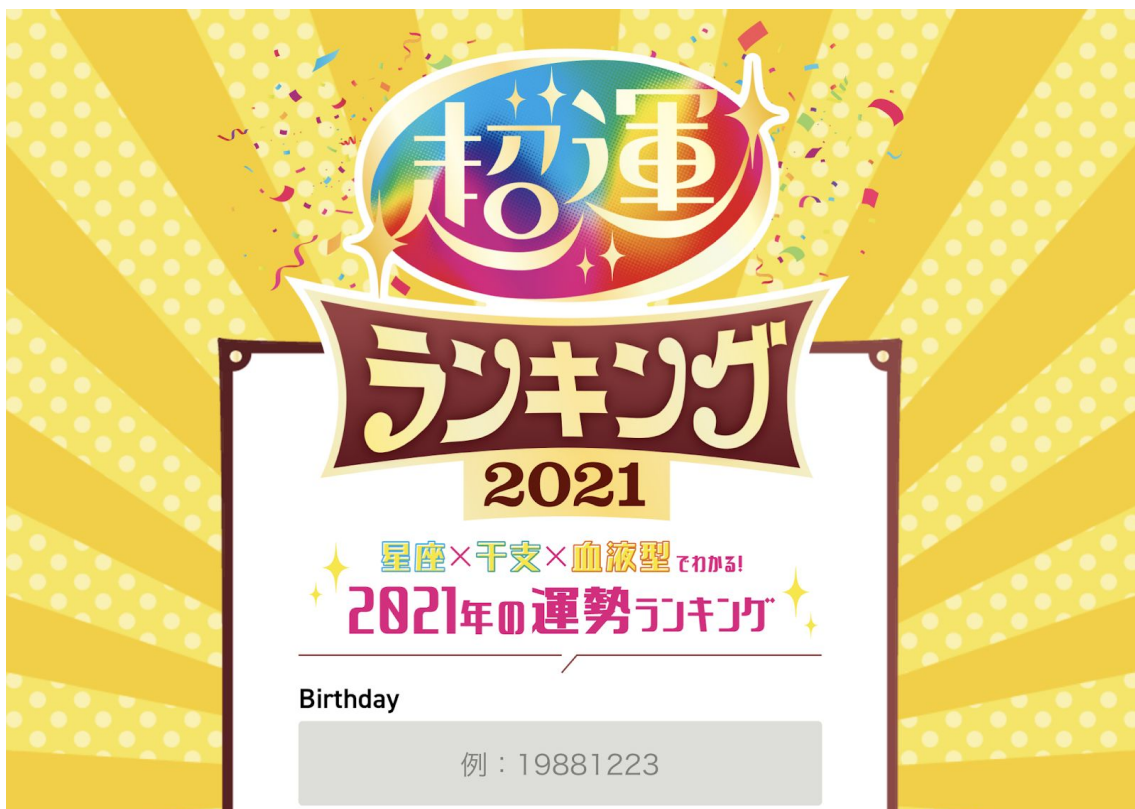 超運
ランキング
2021
星座×干支×血液型でわかる!
2021年の運勢ランキング
Birthday
例：19881223